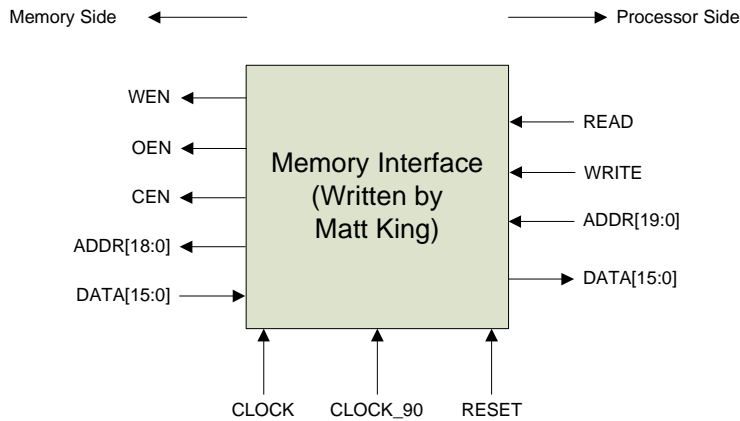 Memory Side
Processor Side
WEN
OEN
CEN
ADDR[18:0]
DATA[15:0]
Memory Interface
(Written by
Matt King)
READ
WRITE
ADDR[19:0]
DATA[15:0]
CLOCK
CLOCK_90
RESET